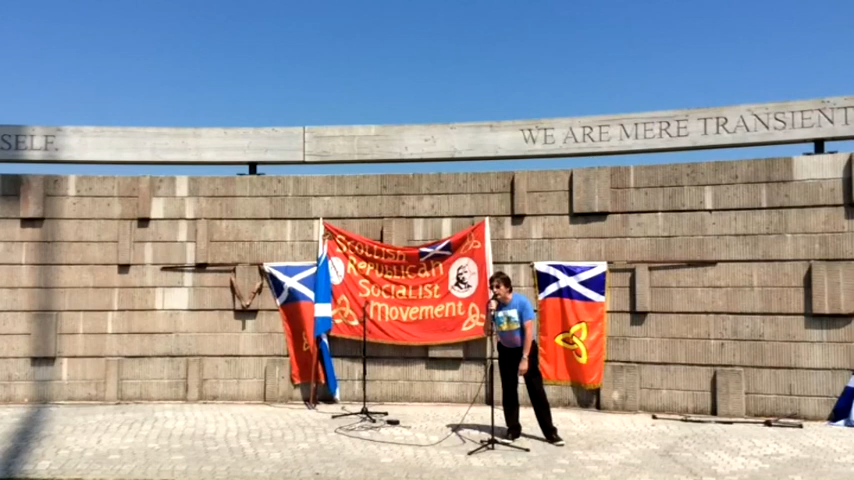 SELF.
WE ARE MERE TRANSIENT
Scottish
Republican
Socialist
Movement